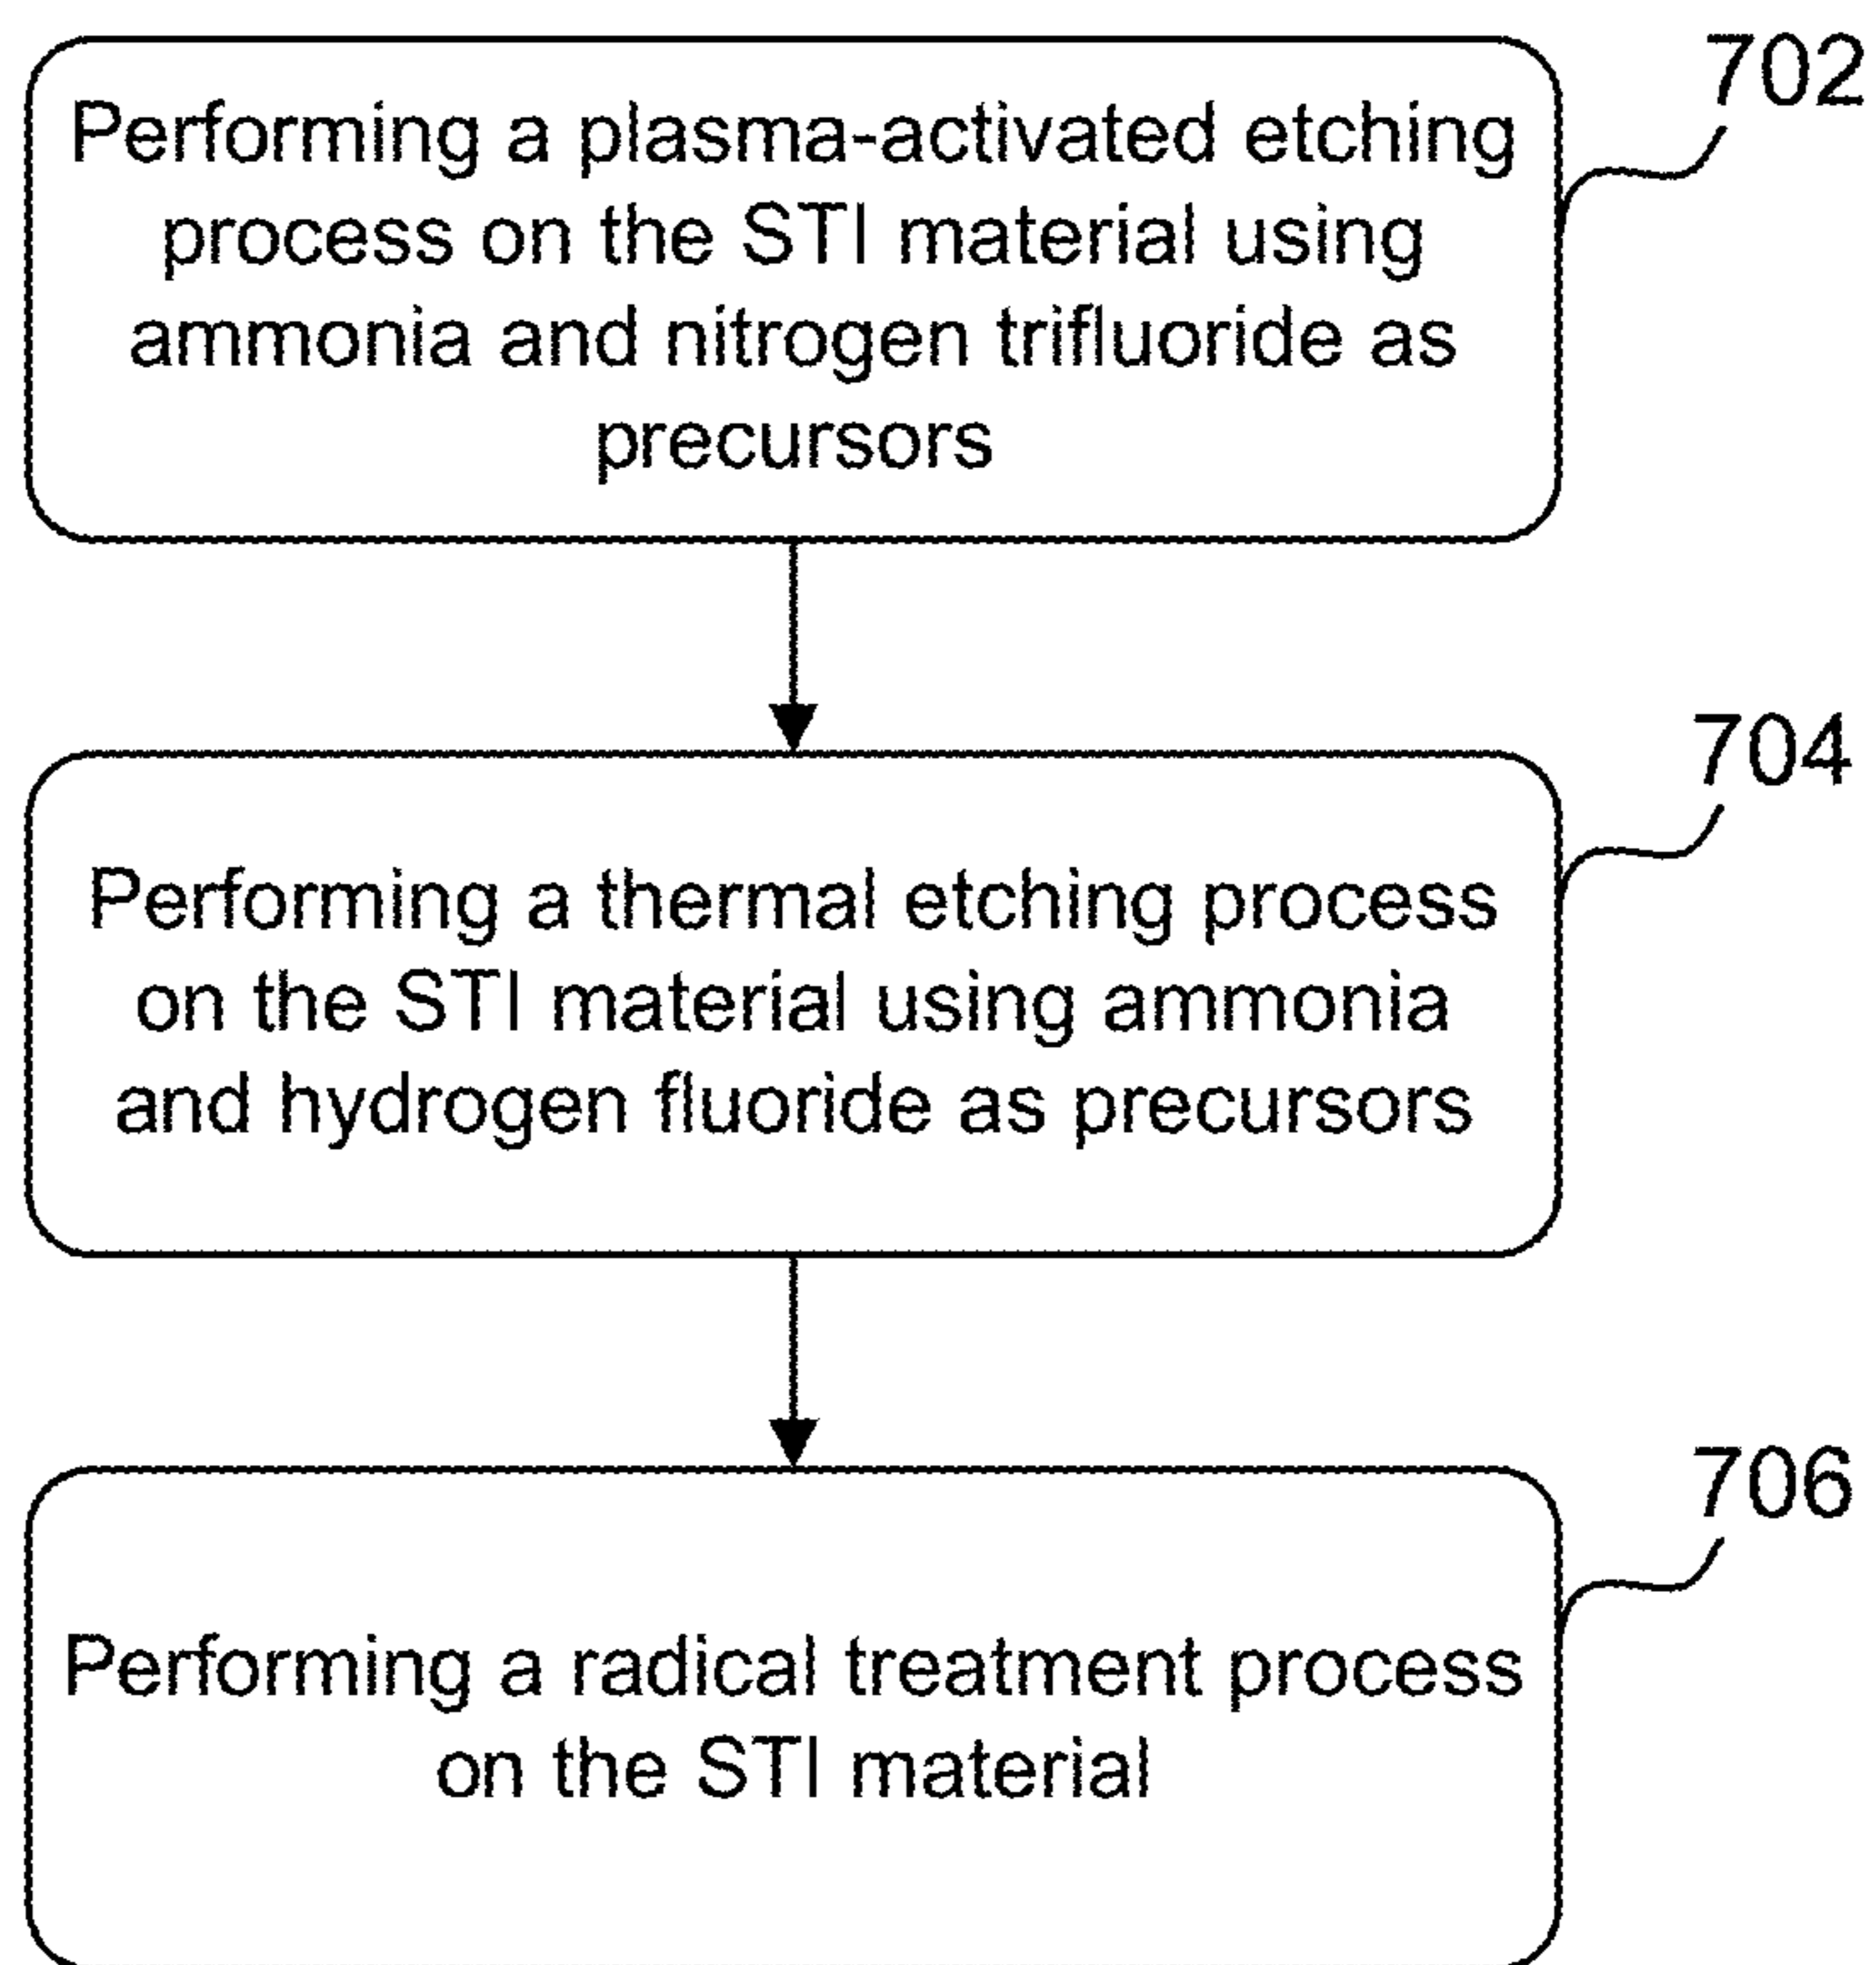 702
Performing a plasma-activated etching
process on the STI material using
ammonia and nitrogen trifluoride as
precursors
704
Performing a thermal etching process
on the STI material using ammonia
and hydrogen fluoride as precursors
706
Performing a radical treatment process
on the STI material